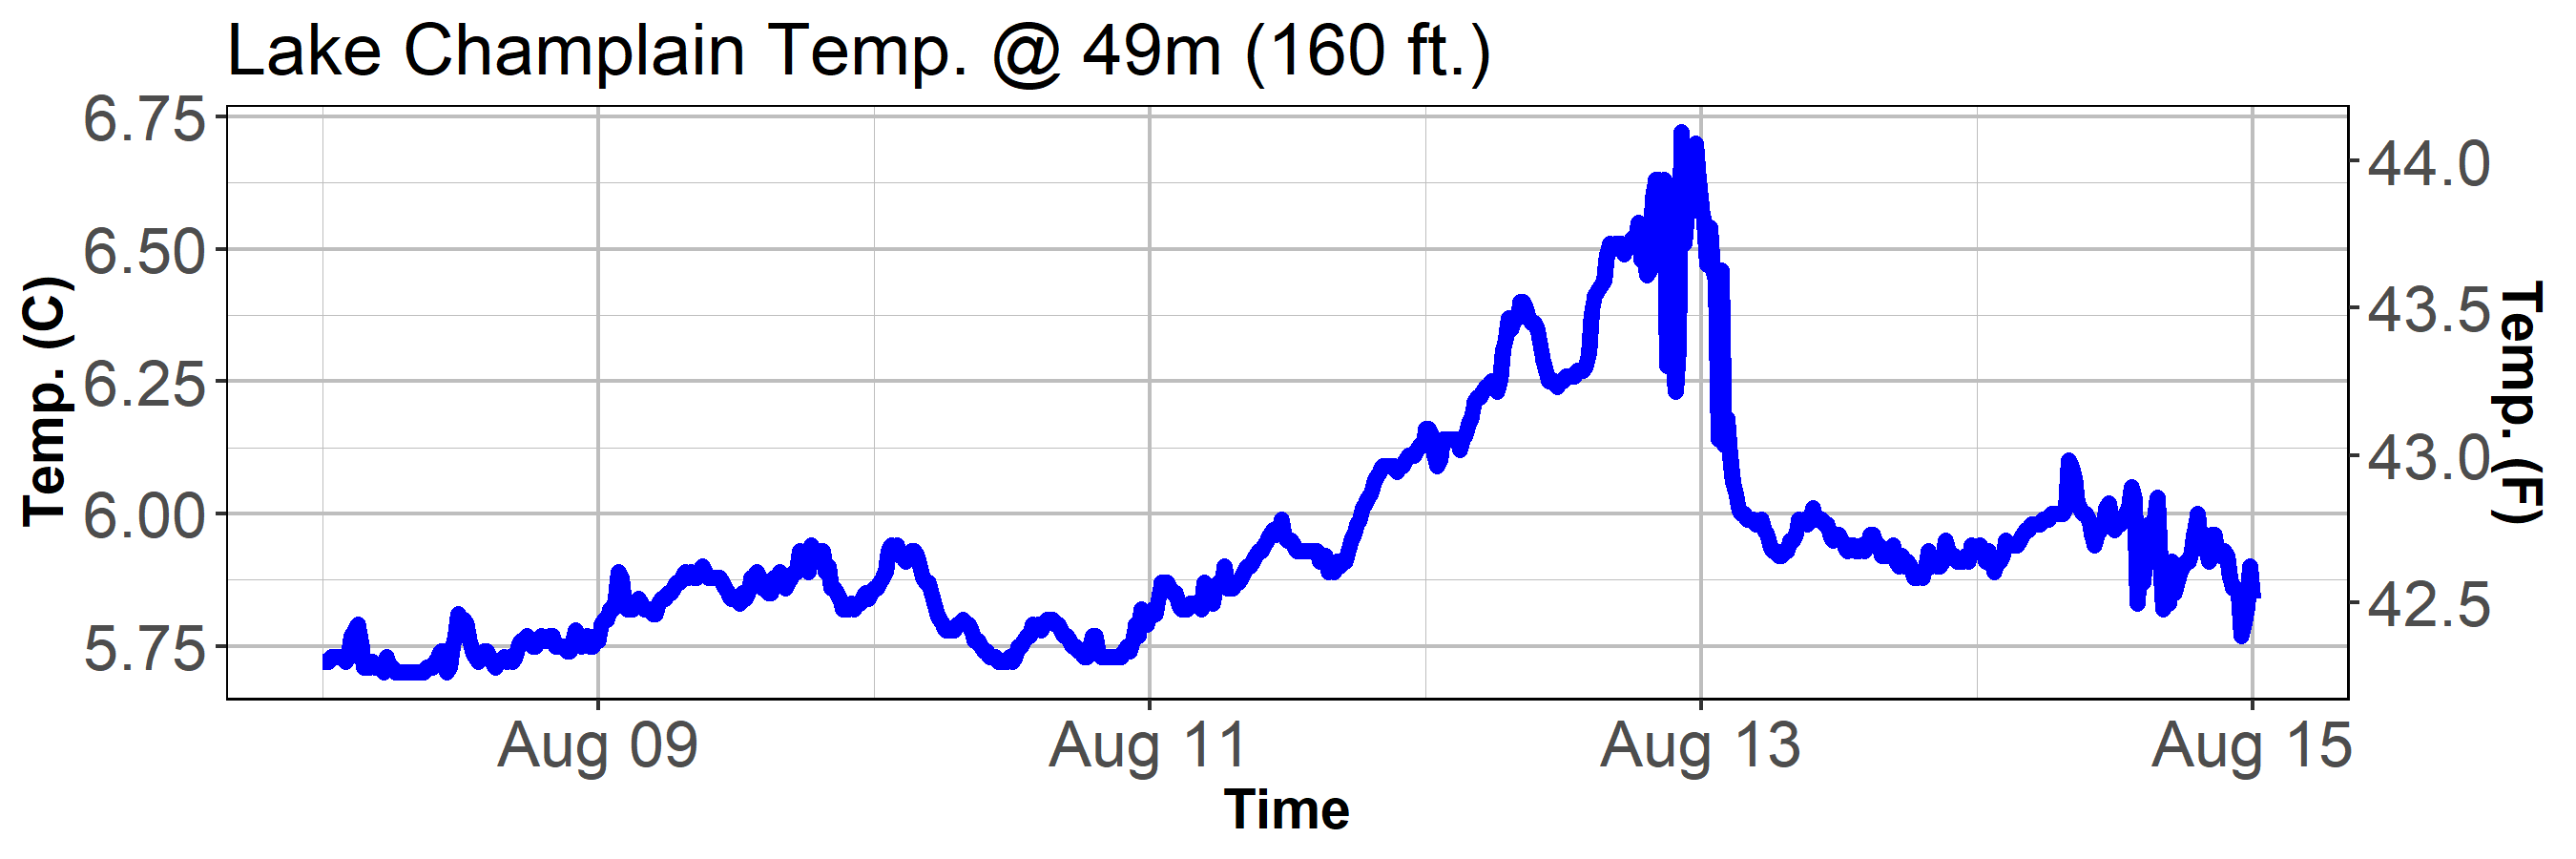 Lake Champlain Temp. @ 49m (160 ft.)
6.75
6.50
6.25
6.00
5.75
Temp. (C)
44.0
43.5
43.0
42.5
Temp. (F)
Aug 09 Aug 11 Aug 13 Aug 15
Time